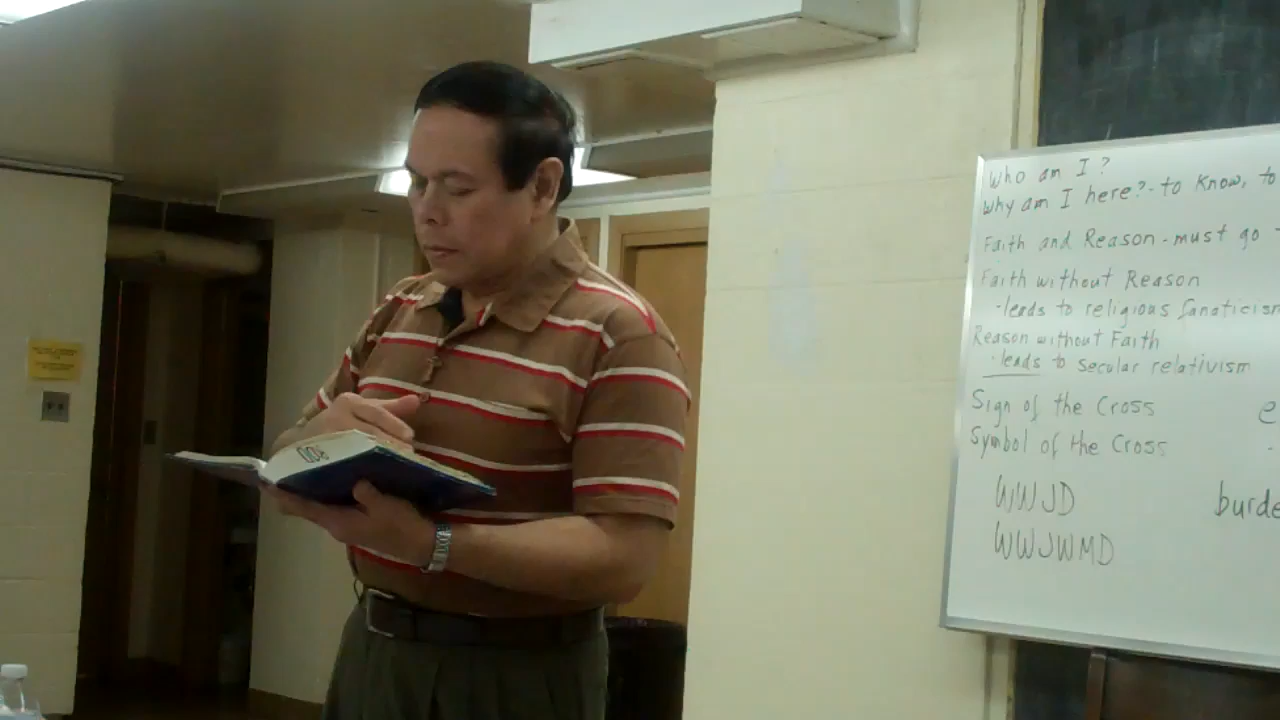 Who am I?
Why am I here? - to Know, to
Faith and Reason - must go -
Faith without Reason
- leads to religious fanaticism
Reason without Faith
- leads to secular relativism
Sign of the Cross
e
Symbol of the Cross
WWJD
burde
WWJWMD